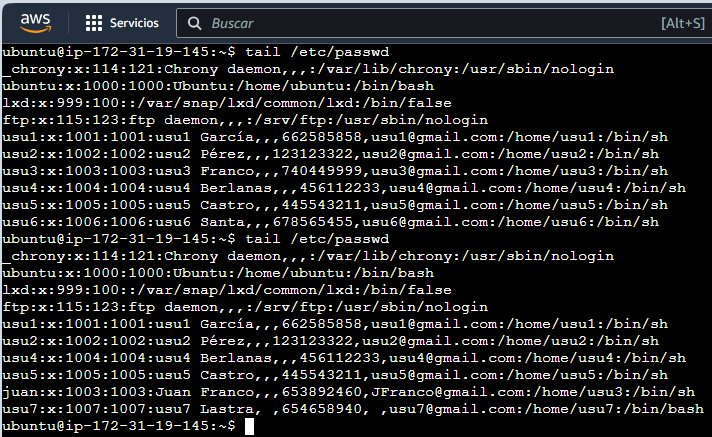 aws Servicios Buscar [Alt+S]
ubuntu@ip-172-31-19-145:~$ tail /etc/passwd
_chrony:x:114:121:Chrony daemon,,,:/var/lib/chrony:/usr/sbin/nologin
ubuntu:x:1000:1000:Ubuntu:/home/ubuntu:/bin/bash
lxd:x:999:100::/var/snap/lxd/common/lxd:/bin/false
ftp:x:115:123:ftp daemon,,,:/srv/ftp:/usr/sbin/nologin
usu1:x:1001:1001:usu1 García,,,662585858,usu1@gmail.com:/home/usu1:/bin/sh
usu2:x:1002:1002:usu2 Pérez,,,123123322,usu2@gmail.com:/home/usu2:/bin/sh
usu3:x:1003:1003:usu3 Franco,,,740449999,usu3@gmail.com:/home/usu3:/bin/sh
usu4:x:1004:1004:usu4 Berlanas,,,456112233,usu4@gmail.com:/home/usu4:/bin/sh
usu5:x:1005:1005:usu5 Castro,,,445543211,usu5@gmail.com:/home/usu5:/bin/sh
usu6:x:1006:1006:usu6 Santa,,,678565455,usu6@gmail.com:/home/usu6:/bin/sh
ubuntu@ip-172-31-19-145:~$ tail /etc/passwd
_chrony:x:114:121:Chrony daemon,,,:/var/lib/chrony:/usr/sbin/nologin
ubuntu:x:1000:1000:Ubuntu:/home/ubuntu:/bin/bash
lxd:x:999:100::/var/snap/lxd/common/lxd:/bin/false
ftp:x:115:123:ftp daemon,,,:/srv/ftp:/usr/sbin/nologin
usu1:x:1001:1001:usu1 García,,,662585858,usu1@gmail.com:/home/usu1:/bin/sh
usu2:x:1002:1002:usu2 Pérez,,,123123322,usu2@gmail.com:/home/usu2:/bin/sh
usu4:x:1004:1004:usu4 Berlanas,,,456112233,usu4@gmail.com:/home/usu4:/bin/sh
usu5:x:1005:1005:usu5 Castro,,,445543211,usu5@gmail.com:/home/usu5:/bin/sh
juan:x:1003:1003:Juan Franco,,,653892460,JFranco@gmail.com:/home/usu3:/bin/sh
usu7:x:1007:1007:usu7 Lastra, ,654658940, ,usu7@gmail.com:/home/usu7:/bin/bash
ubuntu@ip-172-31-19-145:~$